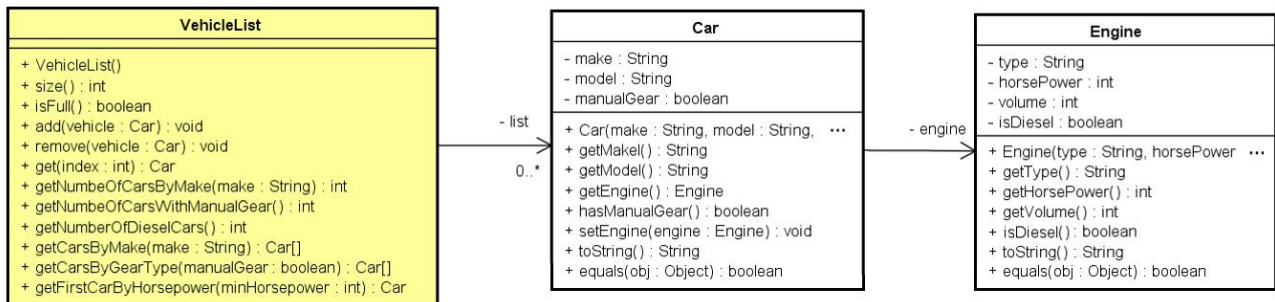 VehicleList
+ VehicleList()
+ size() : int
+ isFull() : boolean
+ add(vehicle : Car) : void
+ remove(vehicle : Car) : void
+ get(index : int) : Car
+ getNumbeOfCarsByMake(make : String) : int
+ getNumbeOfCarsWithManualGear() : int
+ getNumberOfDieselCars() : int
+ getCarsByMake(make : String) : Car[]
+ getCarsByGearType(manualGear : boolean) : Car[]
+ getFirstCarByHorsepower(minHorsepower : int) : Car
- list
0..*
Car
- make : String
- model : String
- manualGear : boolean
+ Car(make : String, model : String, ...
+ getMakel() : String
+ getModel() : String
+ getEngine() : Engine
+ hasManualGear() : boolean
+ setEngine(engine : Engine) : void
+ toString() : String
+ equals(obj : Object) : boolean
- engine
Engine
- type : String
- horsePower : int
- volume : int
- isDiesel : boolean
+ Engine(type : String, horsePower ...
+ getType() : String
+ getHorsePower() : int
+ getVolume() : int
+ isDiesel() : boolean
+ toString() : String
+ equals(obj : Object) : boolean